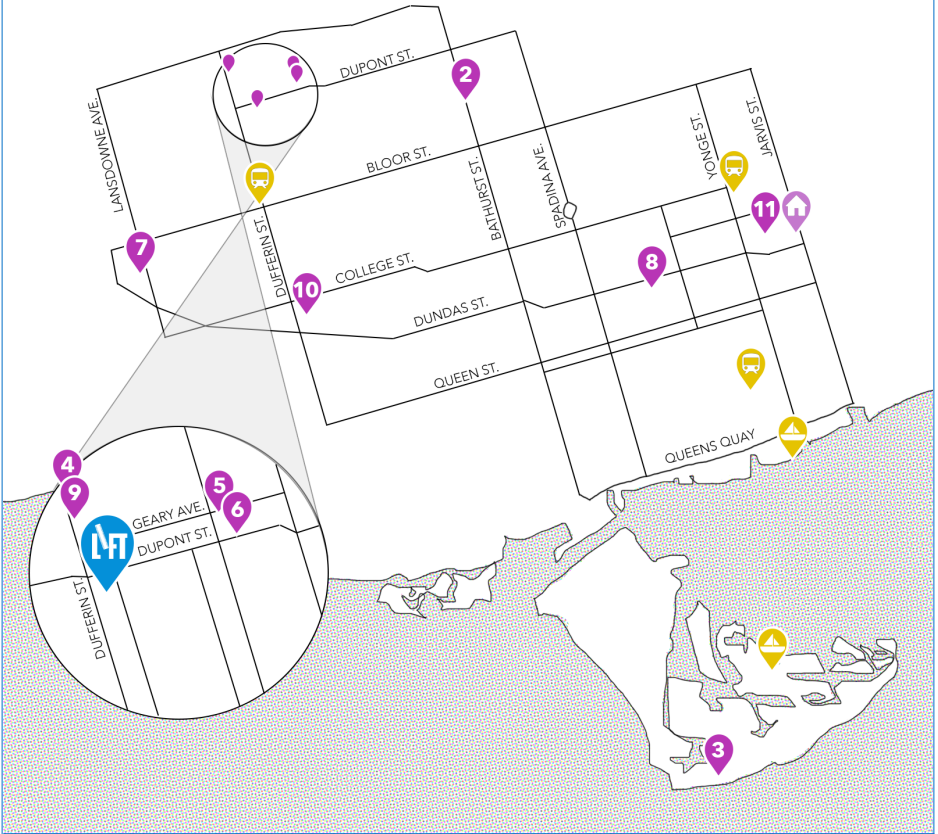 DUPONT ST.
2
LANSDOWNE AVE.
BLOOR ST.
YONGE ST.
JARVIS ST.
BATHURST ST.
SPADINA AVE.
11
7
DUFFERIN ST.
COLLEGE ST.
8
10
DUNDAS ST.
QUEEN ST.
QUEENS QUAY
4
9
5
6
GEARY AVE.
DUPONT ST.
DUFFERIN ST.
3